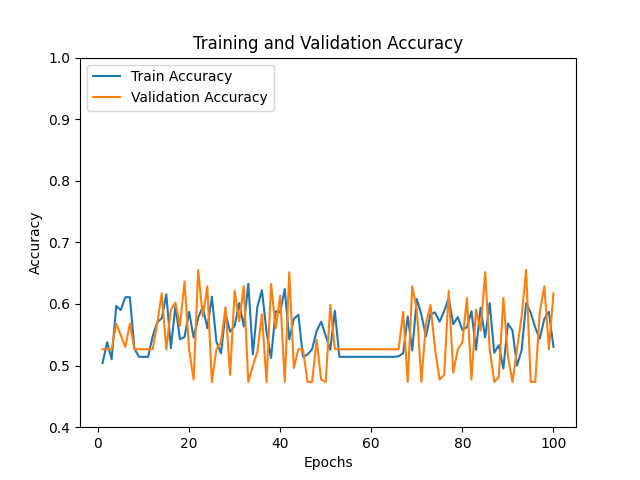 Training and Validation Accuracy
Train Accuracy
Validation Accuracy
1.0
0.9
0.8
0.7
0.6
0.5
0.4
Accuracy
0 20 40 60 80 100
Epochs